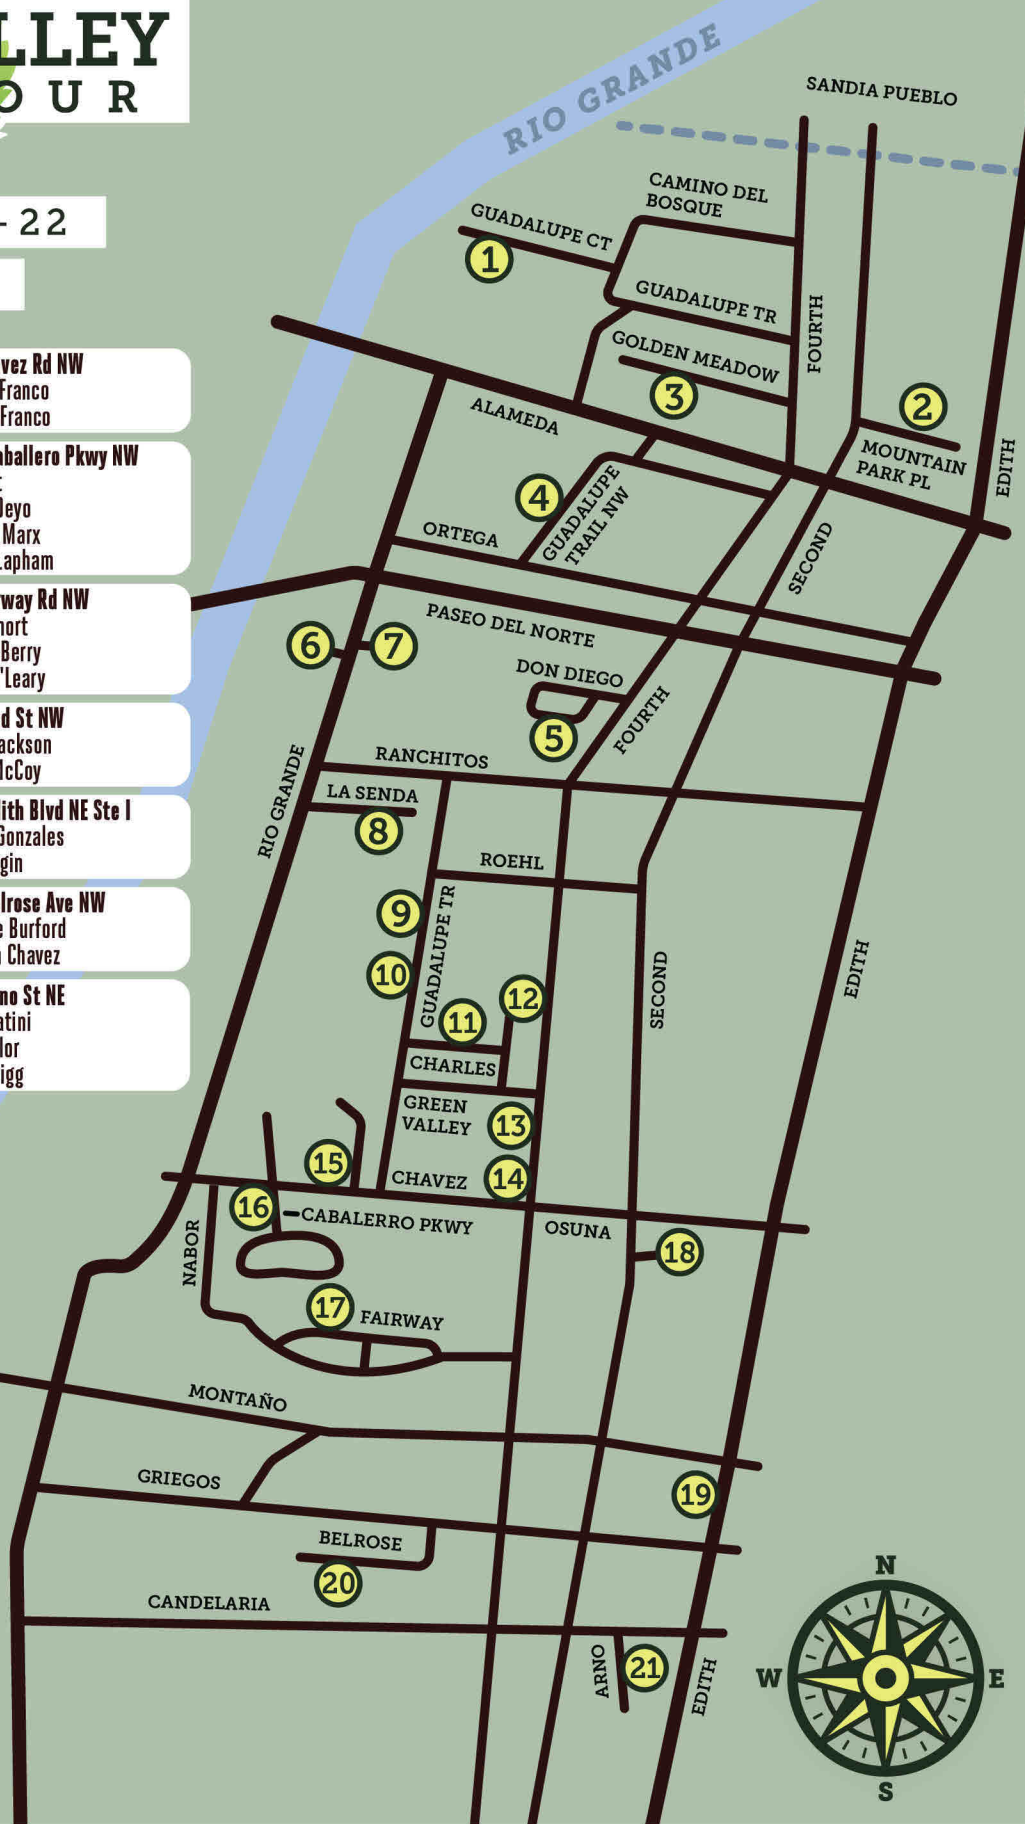 LLEY
OUR
-22
vez Rd NW
Franco
Franco
aballero Pkwy NW
Deyo
Marx
Lapham
way Rd NW
hort
Berry
'Leary
d St NW
ackson
McCoy
ith Blvd NE Ste I
Gonzales
gin
lrose Ave NW
e Burford
Chavez
no St NE
atini
lor
igg
RIO GRANDE
SANDIA PUEBLO
CAMINO DEL
BOSQUE
GUADALUPE CT
1
GUADALUPE TR
FOURTH
GOLDEN MEADOW
3
2
ALAMEDA
MOUNTAIN
PARK PL
EDITH
4
GUADALUPE
TRAIL NW
ORTEGA
SECOND
PASEO DEL NORTE
6
7
DON DIEGO
5
FOURTH
RANCHITOS
RIO GRANDE
LA SENDA
8
ROEHL
9
GUADALUPE TR
10
SECOND
EDITH
11
12
CHARLES
GREEN
VALLEY
13
15
CHAVEZ
14
16
CABALERRO PKWY
OSUNA
NABOR
18
17
FAIRWAY
MONTAÑO
GRIEGOS
19
BELROSE
20
CANDELARIA
ARNO
21
EDITH
N
W
E
S